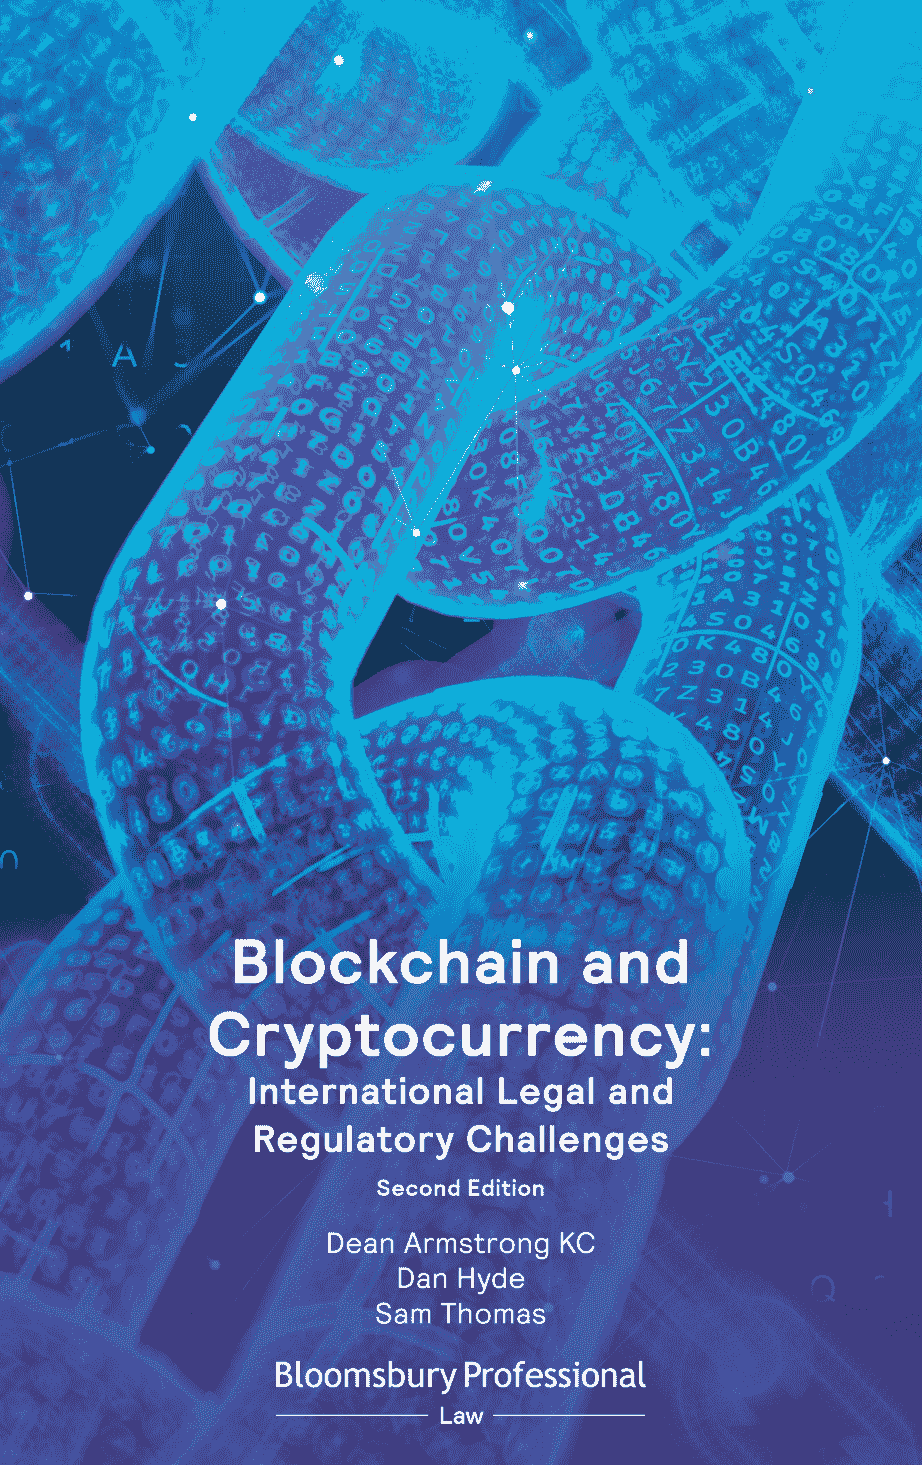 Blockchain and
Cryptocurrency:
International Legal and
Regulatory Challenges
Second Edition
Dean Armstrong KC
Dan Hyde
Sam Thomas
Bloomsbury Professional
Law